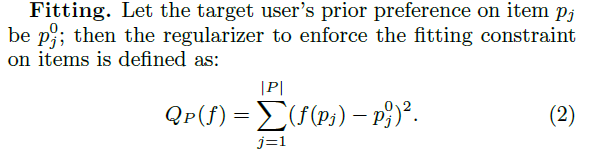 Fitting. Let the target user's prior preference on item p_j
be p_j^0; then the regularizer to enforce the fitting constraint
on items is defined as:
Q_P(f) = \sum_{j=1}^{|P|} (f(p_j) − p_j^0)^2. (2)